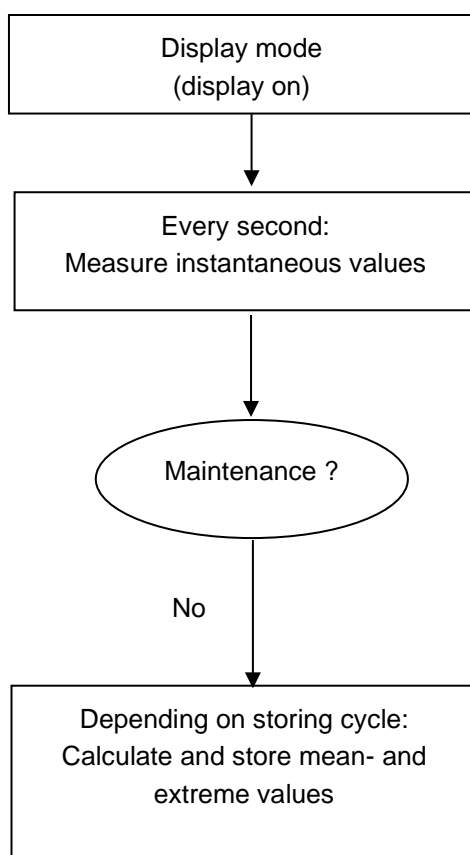 Display mode
(display on)
Every second:
Measure instantaneous values
Maintenance ?
No
Depending on storing cycle:
Calculate and store mean- and
extreme values